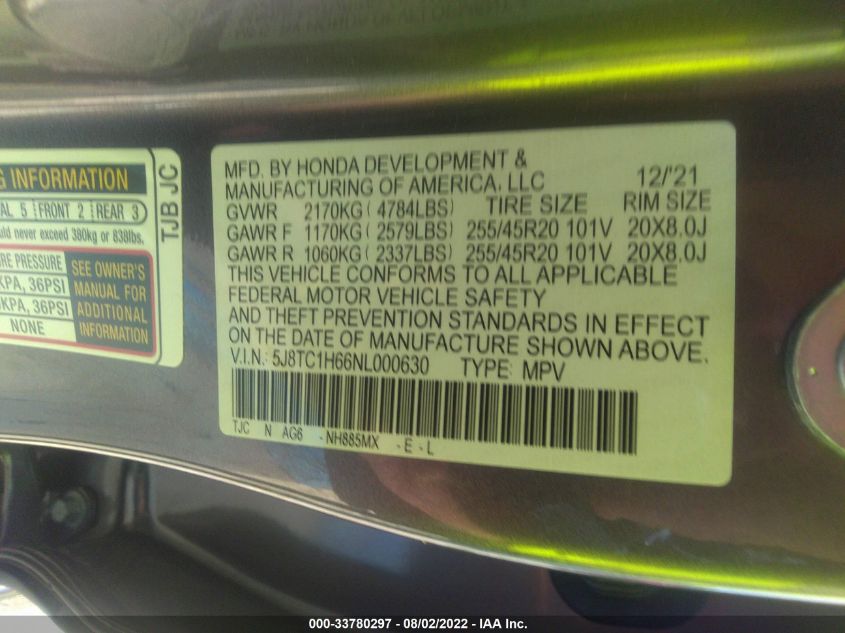 G INFORMATION
AL 5 FRONT 2 REAR 3
uld never exceed 380kg or 838lbs.
RE PRESSURE
KPA, 36PSI
KPA, 36PSI
NONE
SEE OWNER'S
MANUAL FOR
ADDITIONAL
INFORMATION
TJB JC
MFD. BY HONDA DEVELOPMENT &
MANUFACTURING OF AMERICA, LLC 12/'21
GVWR 2170KG ( 4784LBS) TIRE SIZE RIM SIZE
GAWR F 1170KG ( 2579LBS) 255/45R20 101V 20X8.0J
GAWR R 1060KG ( 2337LBS) 255/45R20 101V 20X8.0J
THIS VEHICLE CONFORMS TO ALL APPLICABLE
FEDERAL MOTOR VEHICLE SAFETY
AND THEFT PREVENTION STANDARDS IN EFFECT
ON THE DATE OF MANUFACTURE SHOWN ABOVE.
V.I.N.: 5J8TC1H66NL000630 TYPE: MPV
TJC N AG6 -NH885MX -E-L
000-33780297 - 08/02/2022 - IAA Inc.